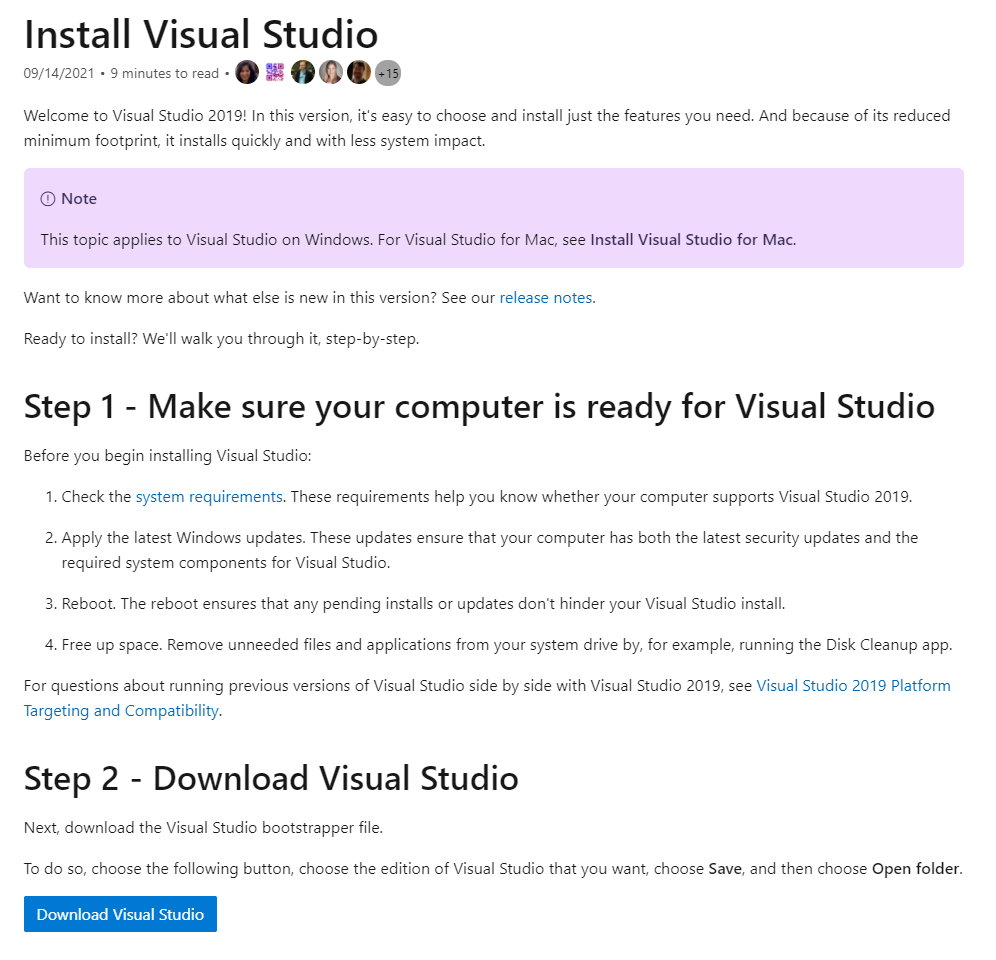 Install Visual Studio
09/14/2021 • 9 minutes to read • +15
Welcome to Visual Studio 2019! In this version, it's easy to choose and install just the features you need. And because of its reduced
minimum footprint, it installs quickly and with less system impact.
Note
This topic applies to Visual Studio on Windows. For Visual Studio for Mac, see Install Visual Studio for Mac.
Want to know more about what else is new in this version? See our release notes.
Ready to install? We'll walk you through it, step-by-step.
Step 1 - Make sure your computer is ready for Visual Studio
Before you begin installing Visual Studio:
1. Check the system requirements. These requirements help you know whether your computer supports Visual Studio 2019.
2. Apply the latest Windows updates. These updates ensure that your computer has both the latest security updates and the
required system components for Visual Studio.
3. Reboot. The reboot ensures that any pending installs or updates don't hinder your Visual Studio install.
4. Free up space. Remove unneeded files and applications from your system drive by, for example, running the Disk Cleanup app.
For questions about running previous versions of Visual Studio side by side with Visual Studio 2019, see Visual Studio 2019 Platform
Targeting and Compatibility.
Step 2 - Download Visual Studio
Next, download the Visual Studio bootstrapper file.
To do so, choose the following button, choose the edition of Visual Studio that you want, choose Save, and then choose Open folder.
Download Visual Studio